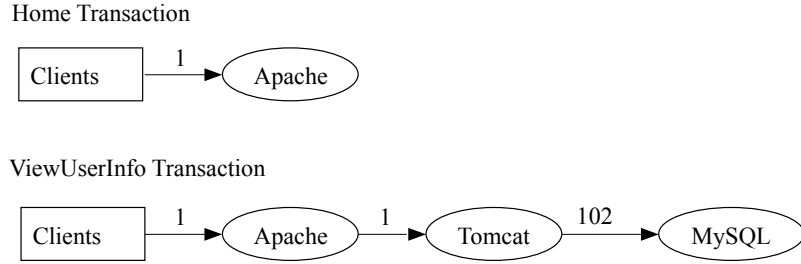 Home Transaction
1
Clients Apache
ViewUserInfo Transaction
1 1 102
Clients Apache Tomcat MySQL